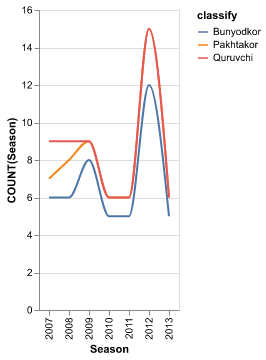 16
14
12
10
8
6
4
2
0
COUNT(Season)
2007
2008
2009
2010
2011
2012
2013
Season
classify
Bunyodkor
Pakhtakor
Quruvchi